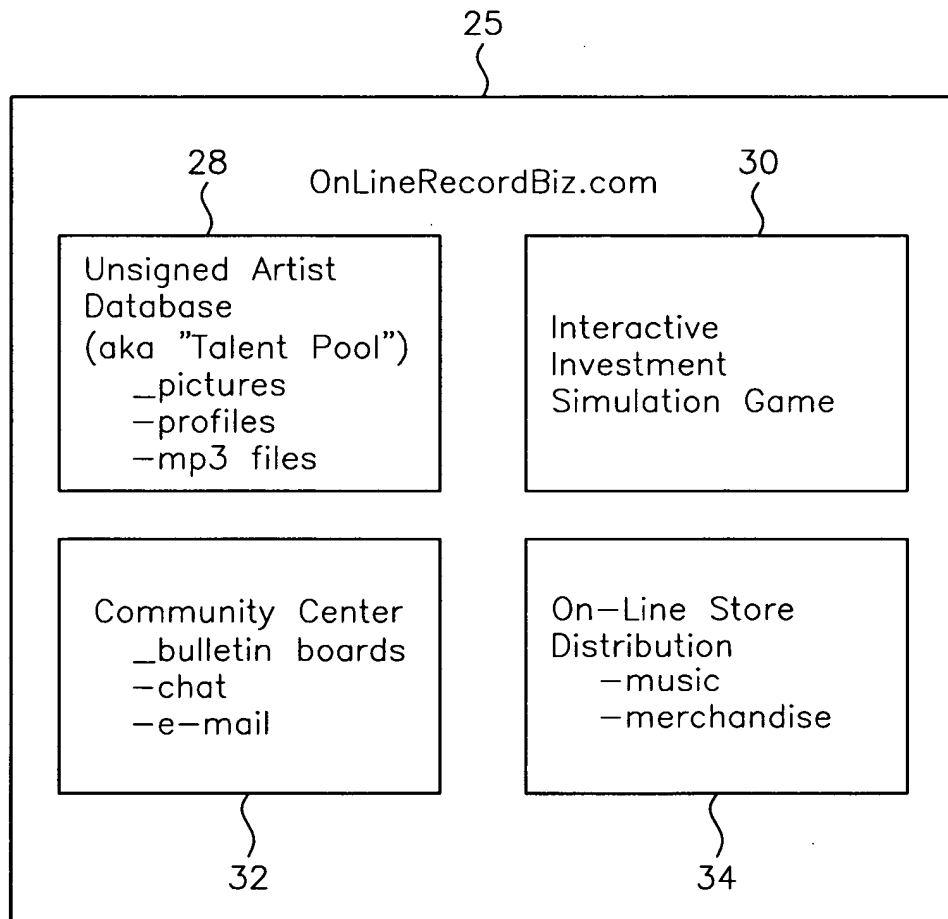 25
28
OnLineRecordBiz.com
30
Unsigned Artist
Database
(aka "Talent Pool")
_pictures
-profiles
-mp3 files
Interactive
Investment
Simulation Game
Community Center
_bulletin boards
-chat
-e-mail
On-Line Store
Distribution
-music
-merchandise
32
34